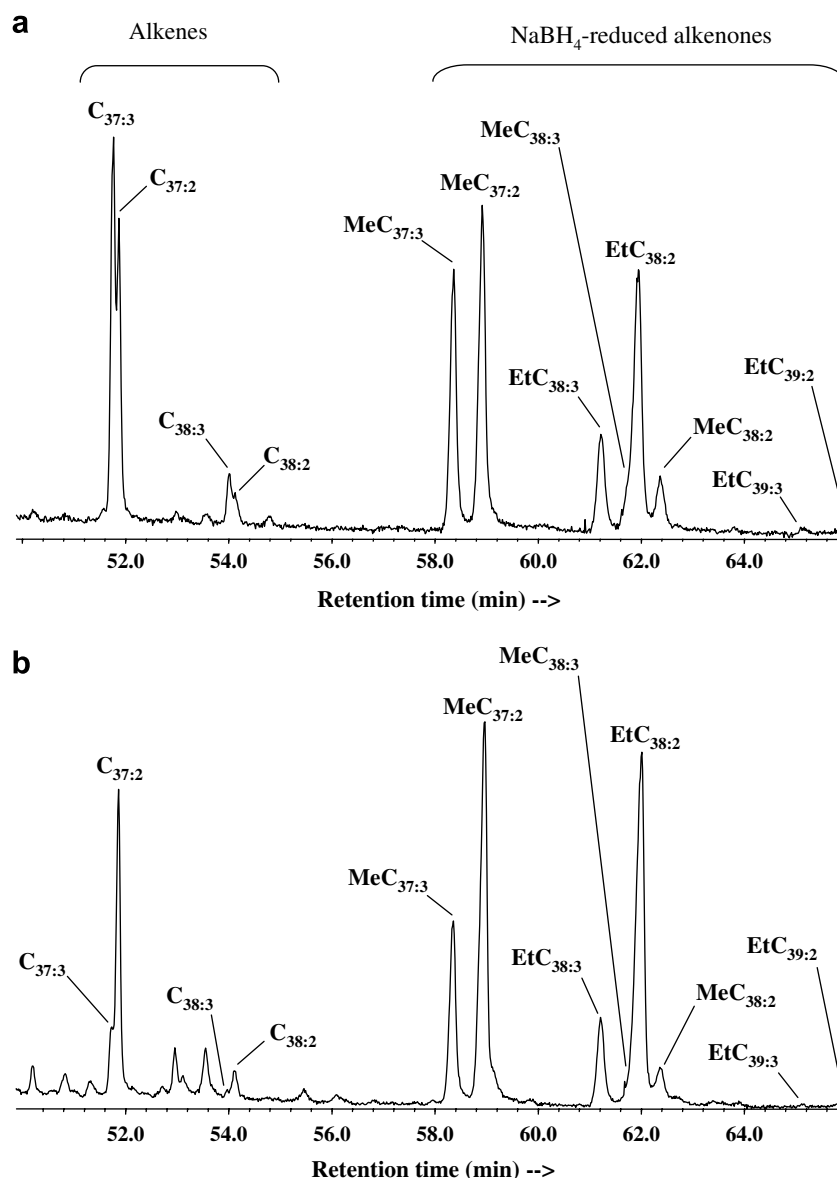 a
Alkenes
NaBH₄-reduced alkenones
C₃₇:₃
C₃₇:₂
MeC₃₈:₃
MeC₃₇:₂
MeC₃₇:₃
EtC₃₈:₂
EtC₃₈:₃
EtC₃₉:₂
C₃₈:₃
C₃₈:₂
MeC₃₈:₂
EtC₃₉:₃
52.0 54.0 56.0 58.0 60.0 62.0 64.0
Retention time (min) -->
b
MeC₃₈:₃
MeC₃₇:₂
EtC₃₈:₂
C₃₇:₂
MeC₃₇:₃
EtC₃₈:₃
EtC₃₉:₂
C₃₇:₃
C₃₈:₃
C₃₈:₂
MeC₃₈:₂
EtC₃₉:₃
52.0 54.0 56.0 58.0 60.0 62.0 64.0
Retention time (min) -->